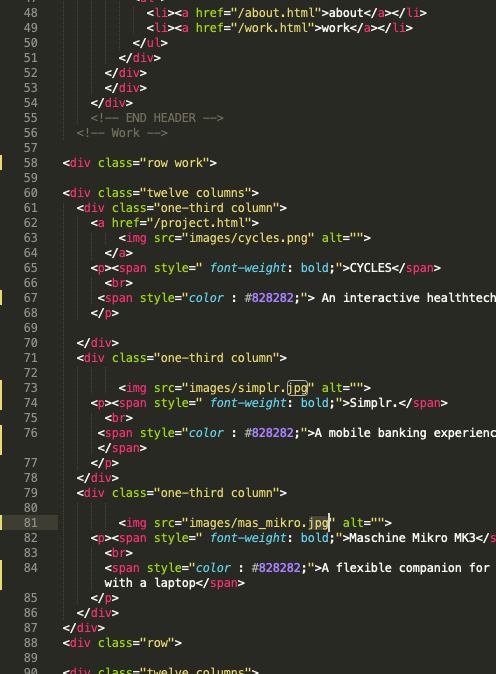 48 <li><a href="/about.html">about</a></li>
49 <li><a href="/work.html">work</a></li>
50 </ul>
51 </div>
52 </div>
53 </div>
54 </div>
55 <!-- END HEADER -->
56 <!-- Work -->
57
58 <div class="row work">
59
60 <div class="twelve columns">
61 <div class="one-third column">
62 <a href="/project.html">
63 <img src="images/cycles.png" alt="">
64 </a>
65 <p><span style=" font-weight: bold;">CYCLES</span>
66 <br>
67 <span style="color : #828282;"> An interactive healthtech
68 </p>
69
70 </div>
71 <div class="one-third column">
72
73 <img src="images/simplr.jpg" alt="">
74 <p><span style=" font-weight: bold;">Simplr.</span>
75 <br>
76 <span style="color : #828282;">A mobile banking experienc
</span>
77 </p>
78 </div>
79 <div class="one-third column">
80
81 <img src="images/mas_mikro.jpg" alt="">
82 <p><span style=" font-weight: bold;">Maschine Mikro MK3</s
83 <br>
84 <span style="color : #828282;">A flexible companion for
with a laptop</span>
85 </p>
86 </div>
87 </div>
88 <div class="row">
89
90 <div class="twelve columns">